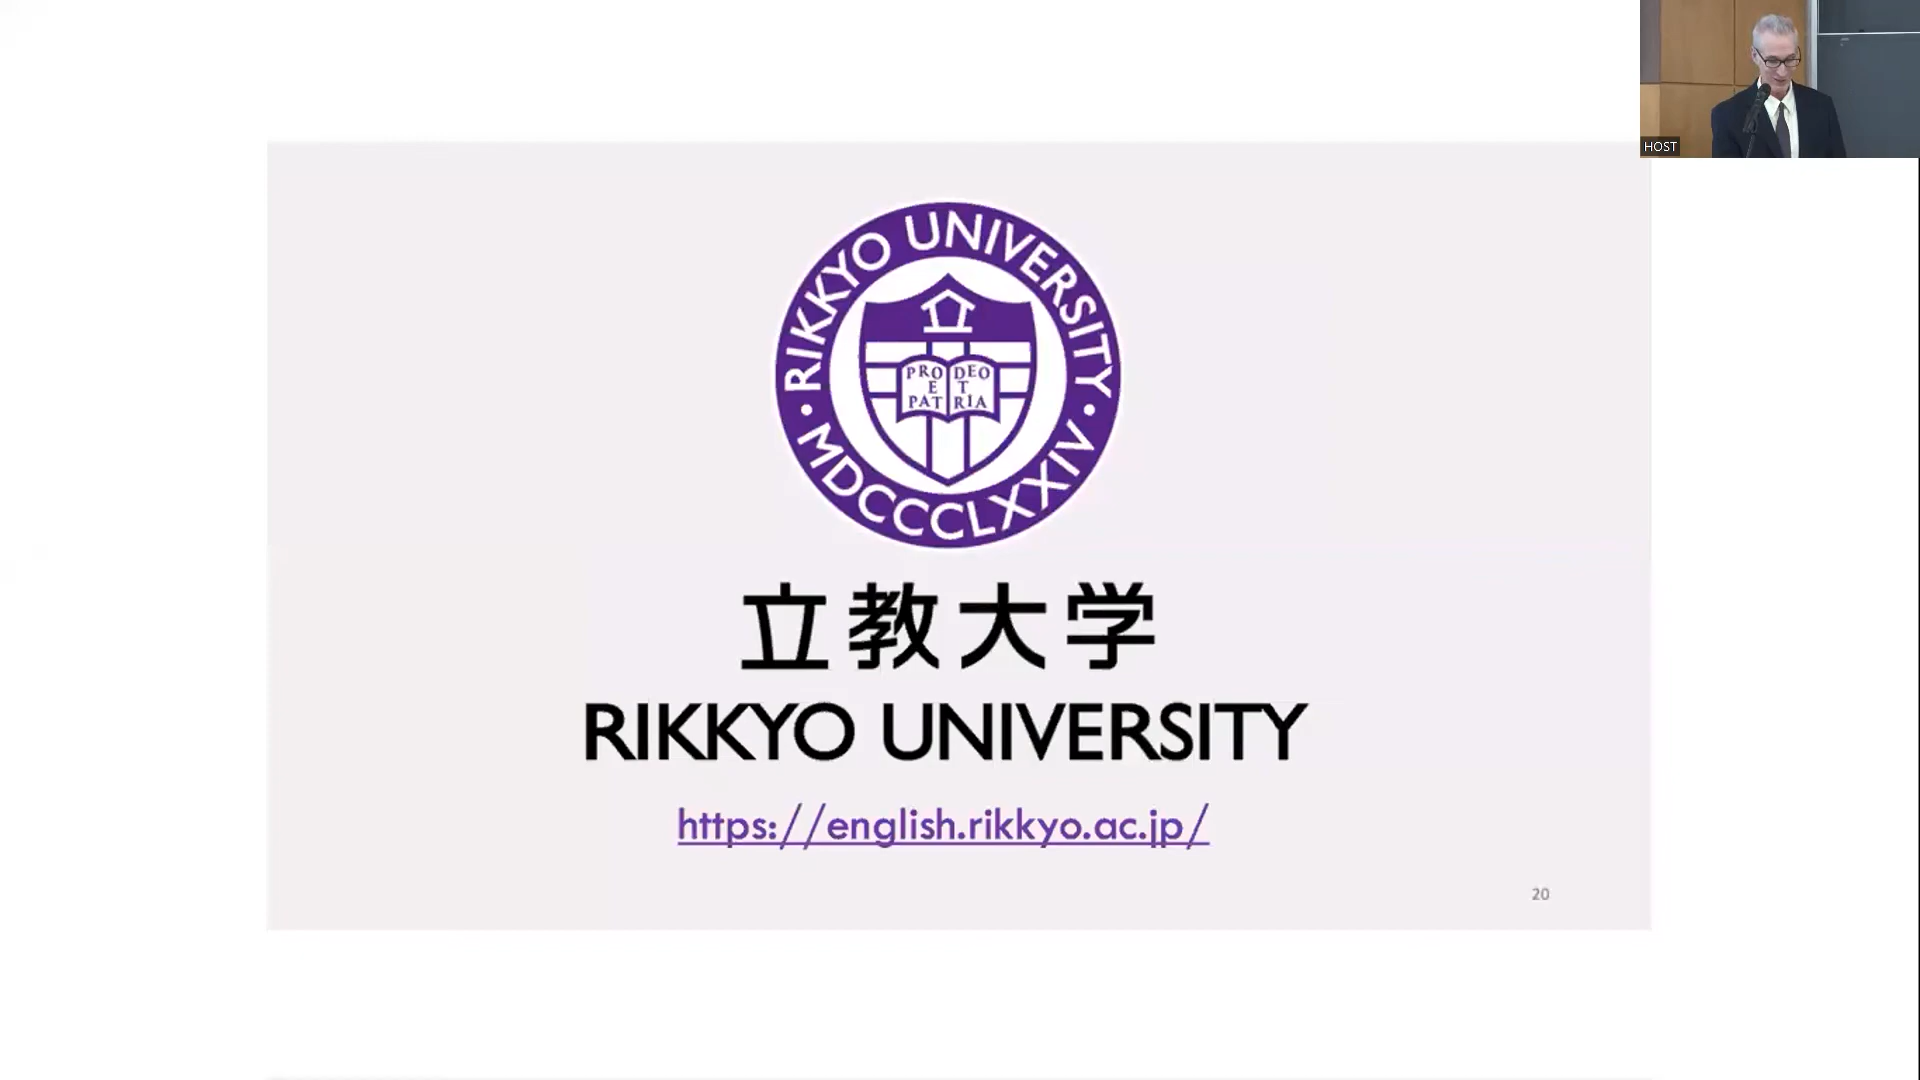 RIKKYO UNIVERSITY
PRO DEO
E T
PAT RIA
MDCCCLXXIV
立教大学
RIKKYO UNIVERSITY
https://english.rikkyo.ac.jp/
20
HOST